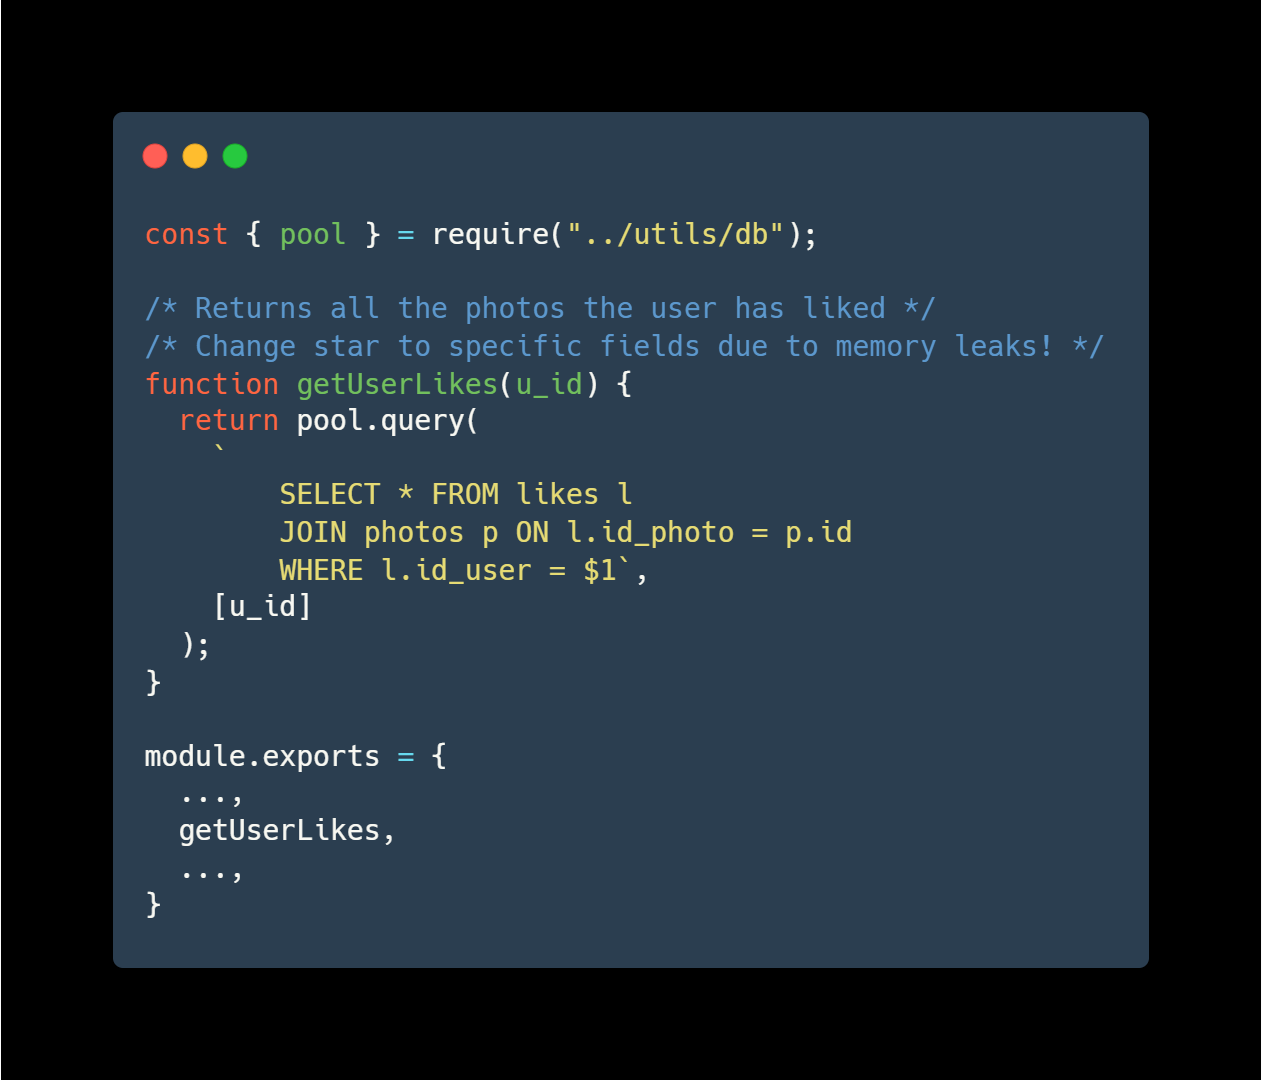 const { pool } = require("../utils/db");
/* Returns all the photos the user has liked */
/* Change star to specific fields due to memory leaks! */
function getUserLikes(u_id) {
  return pool.query(
    `
        SELECT * FROM likes l
        JOIN photos p ON l.id_photo = p.id
        WHERE l.id_user = $1`,
    [u_id]
  );
}
module.exports = {
  ...,
  getUserLikes,
  ...,
}